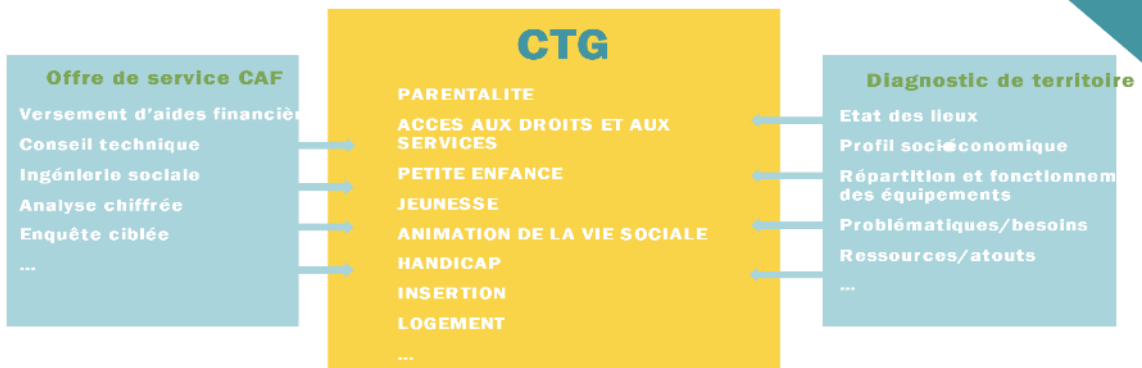 CTG
Offre de service CAF
Versement d'aides financièr
Conseil technique
Ingénierie sociale
Analyse chiffrée
Enquête ciblée
...
PARENTALITE
ACCES AUX DROITS ET AUX
SERVICES
PETITE ENFANCE
JEUNESSE
ANIMATION DE LA VIE SOCIALE
HANDICAP
INSERTION
LOGEMENT
...
Diagnostic de territoire
Etat des lieux
Profil socio-économique
Répartition et fonctionnem
des équipements
Problématiques/besoins
Ressources/atouts
...